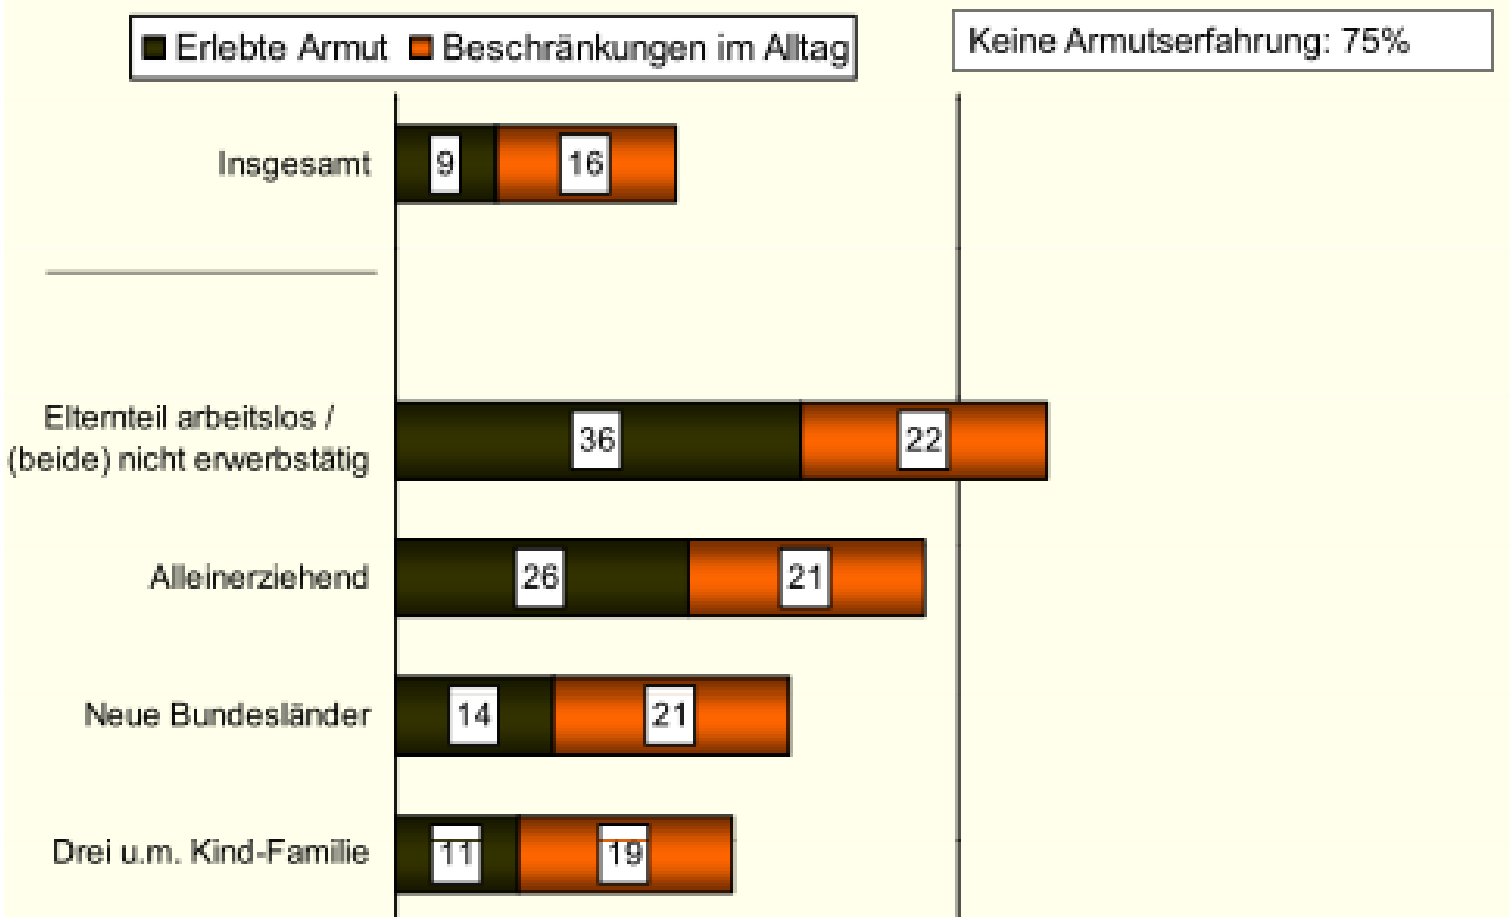 Erlebte Armut Beschränkungen im Alltag
Keine Armutserfahrung: 75%
Insgesamt 9 16
Elternteil arbeitslos /
(beide) nicht erwerbstätig 36 22
Alleinerziehend 26 21
Neue Bundesländer 14 21
Drei u.m. Kind-Familie 11 19